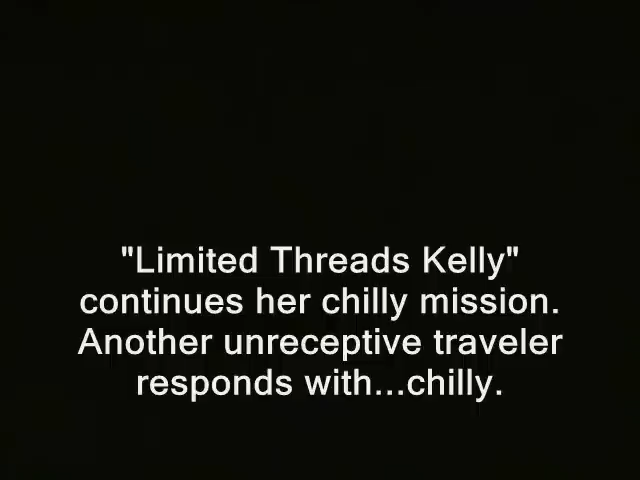 "Limited Threads Kelly"
continues her chilly mission.
Another unreceptive traveler
responds with...chilly.